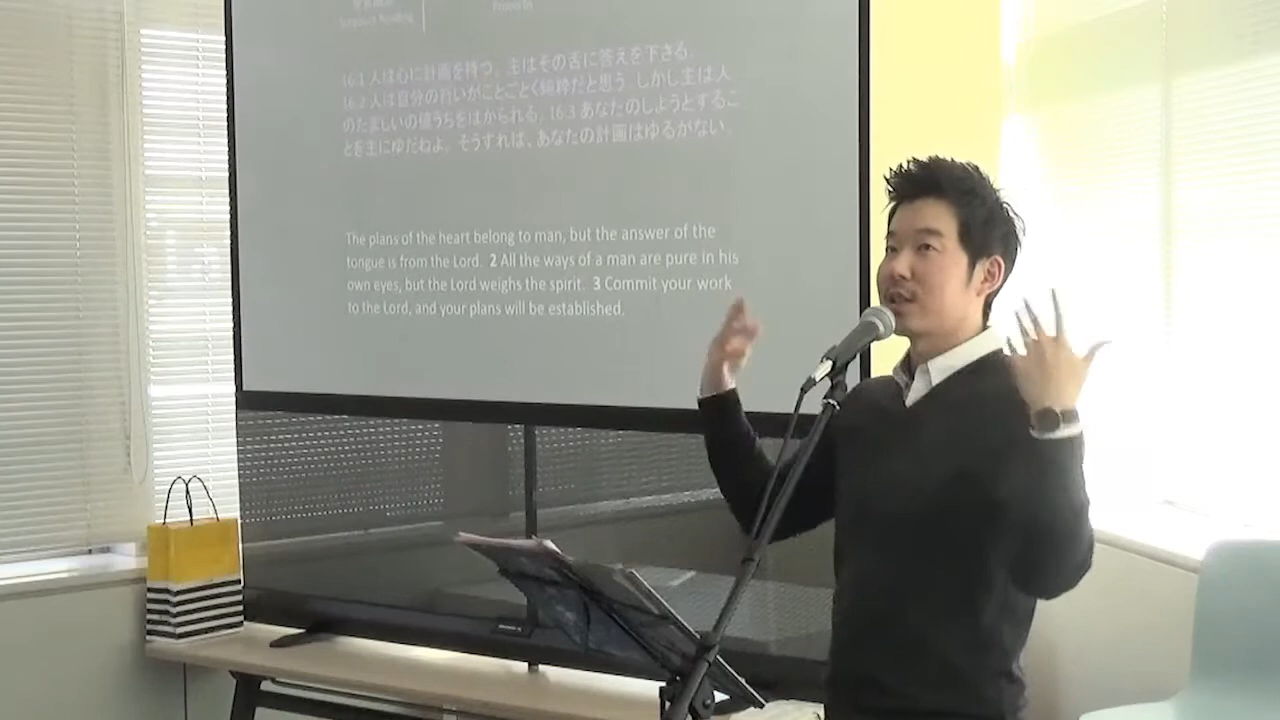 聖書朗読
Scripture Reading
Proverbs
16:1 人は心に計画を持つ。主はその舌に答えを下さる。
16:2 人は自分の行いがことごとく純粋だと思う。しかし主は人
のたましいの値うちをはかられる。16:3 あなたのしようとするこ
とを主にゆだねよ。そうすれば、あなたの計画はゆるがない。
The plans of the heart belong to man, but the answer of the
tongue is from the Lord. 2 All the ways of a man are pure in his
own eyes, but the Lord weighs the spirit. 3 Commit your work
to the Lord, and your plans will be established.